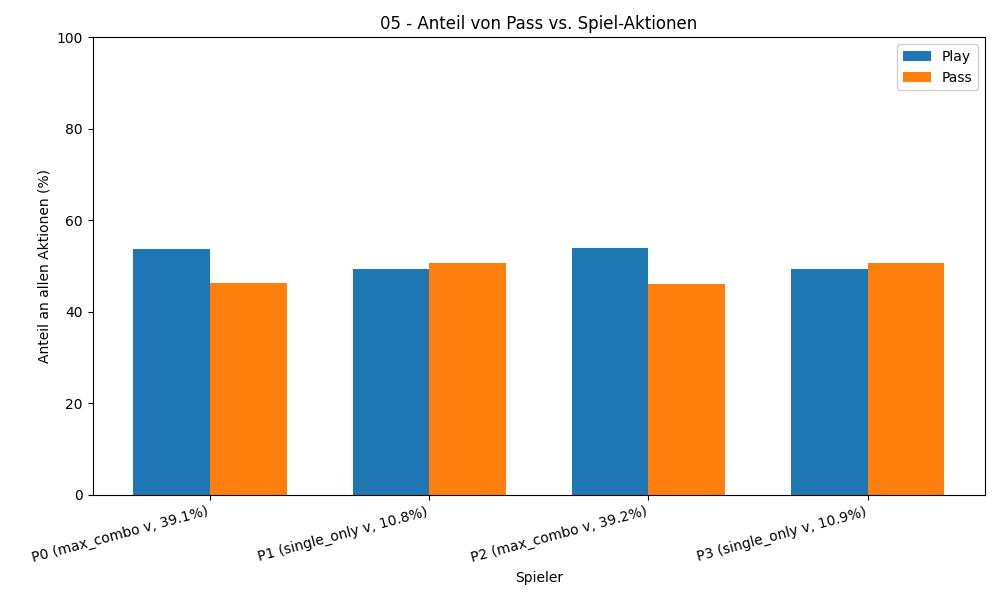 05 - Anteil von Pass vs. Spiel-Aktionen
Play
Pass
Anteil an allen Aktionen (%)
100
80
60
40
20
0
P0 (max_combo v, 39.1%)
P1 (single_only v, 10.8%)
P2 (max_combo v, 39.2%)
P3 (single_only v, 10.9%)
Spieler